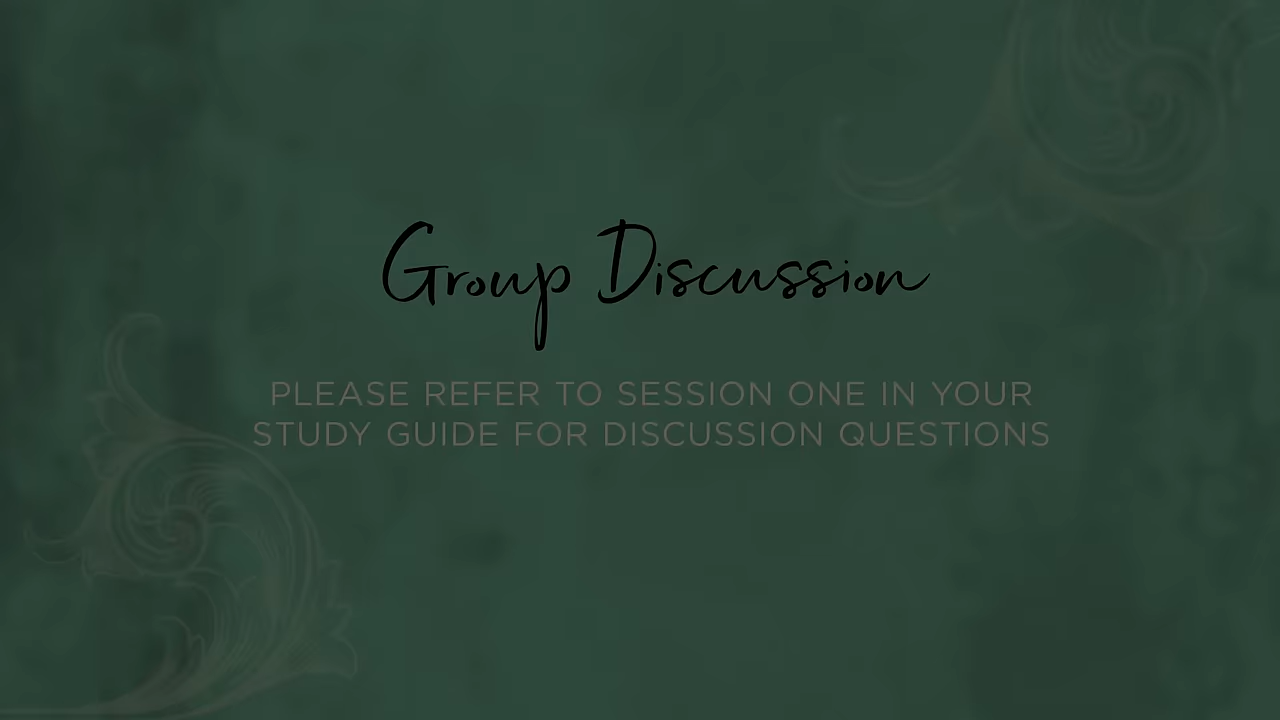 Group Discussion
PLEASE REFER TO SESSION ONE IN YOUR
STUDY GUIDE FOR DISCUSSION QUESTIONS